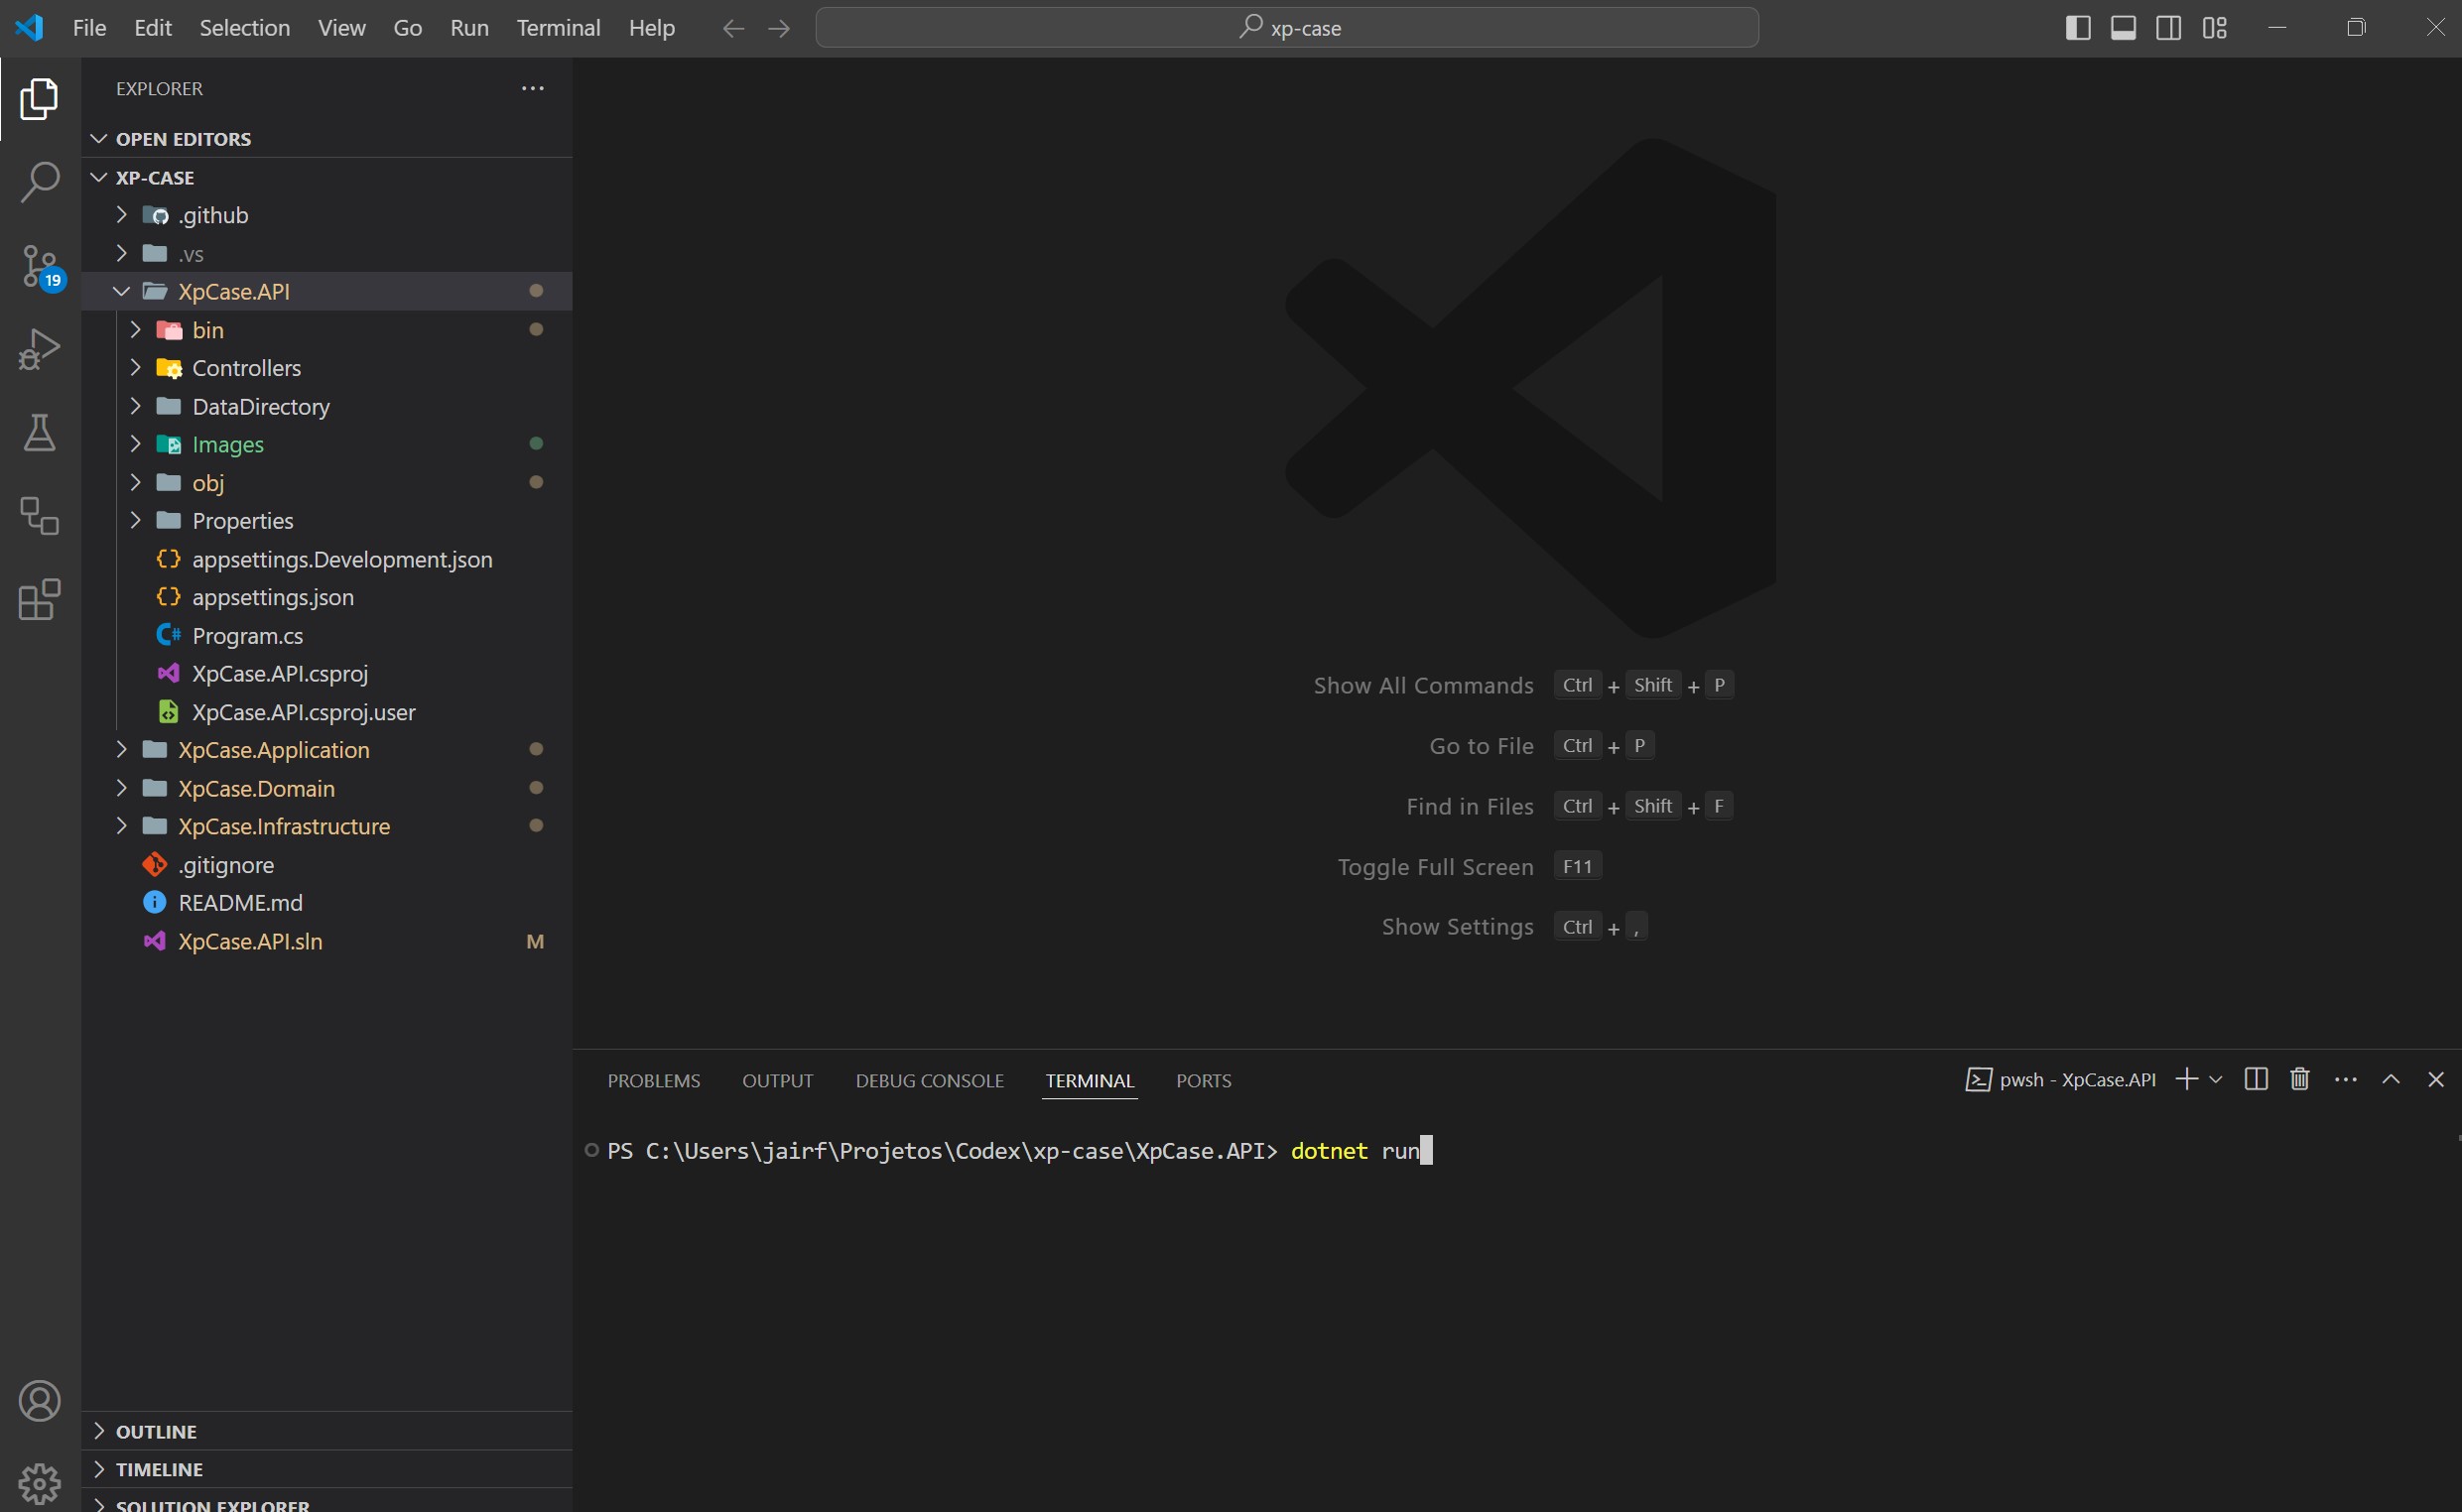 File Edit Selection View Go Run Terminal Help
xp-case
EXPLORER
OPEN EDITORS
XP-CASE
.github
.vs
XpCase.API
bin
Controllers
DataDirectory
Images
obj
Properties
appsettings.Development.json
appsettings.json
Program.cs
XpCase.API.csproj
XpCase.API.csproj.user
XpCase.Application
XpCase.Domain
XpCase.Infrastructure
.gitignore
README.md
XpCase.API.sln M
19
OUTLINE
TIMELINE
SOLUTION EXPLORER
Show All Commands Ctrl + Shift + P
Go to File Ctrl + P
Find in Files Ctrl + Shift + F
Toggle Full Screen F11
Show Settings Ctrl + ,
PROBLEMS OUTPUT DEBUG CONSOLE TERMINAL PORTS
pwsh - XpCase.API
PS C:\Users\jairf\Projetos\Codex\xp-case\XpCase.API> dotnet run